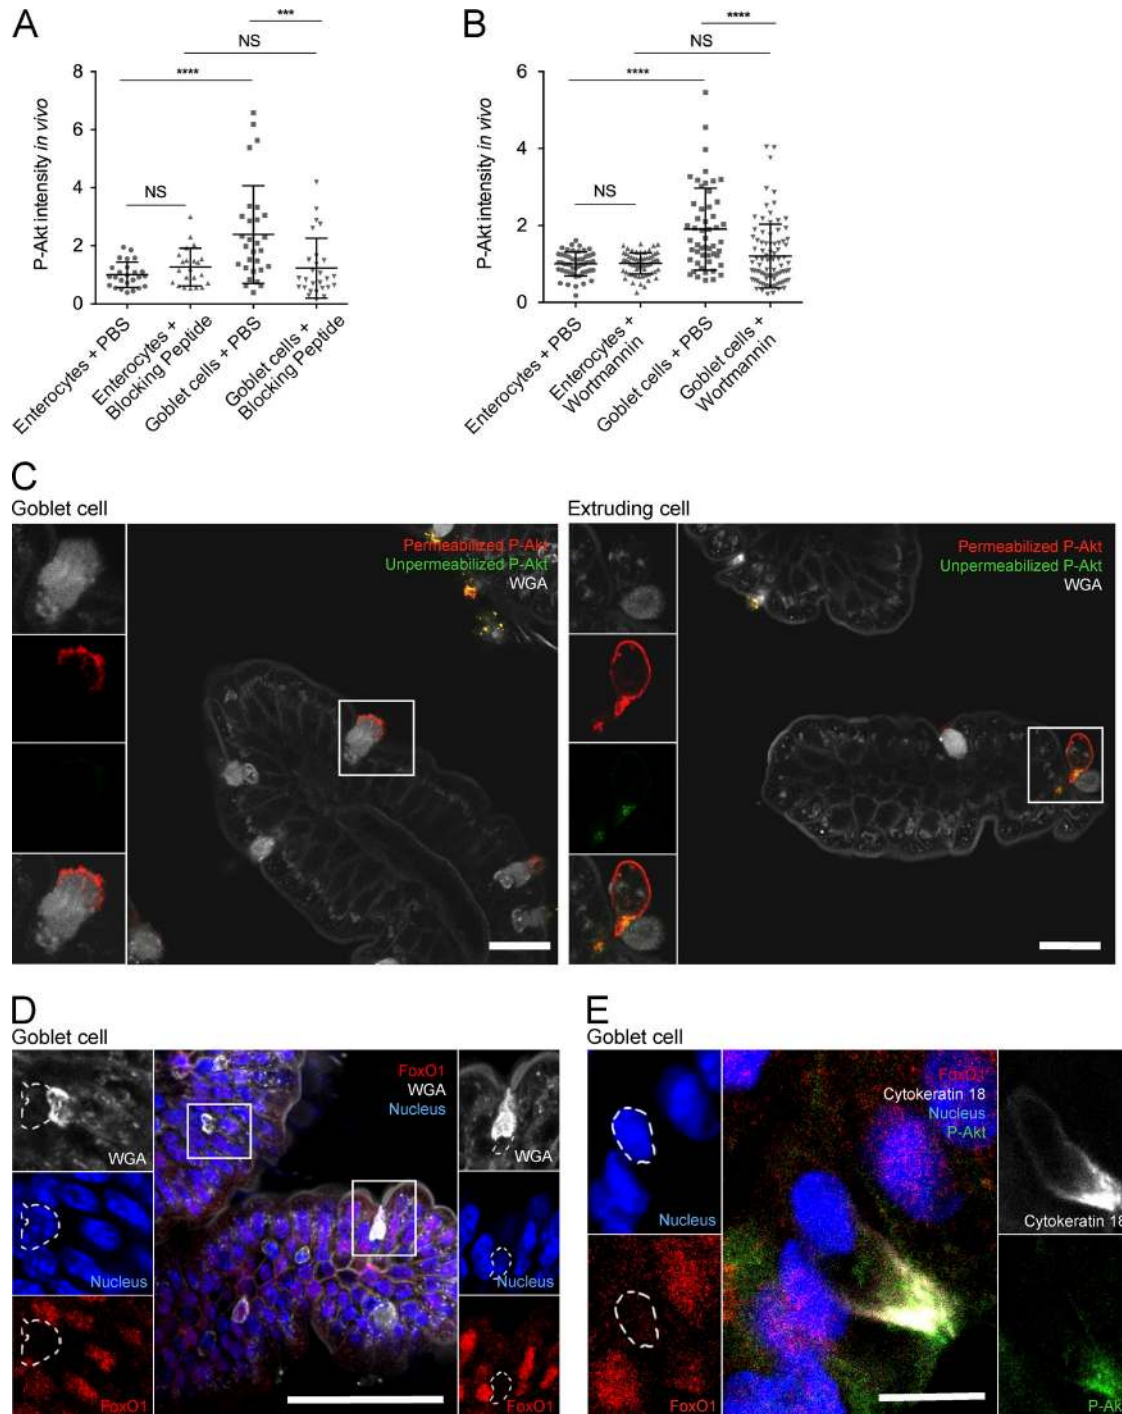 A
***
NS
****
8
6
4
2
0
P-Akt intensity in vivo
NS
Enterocytes + PBS
Enterocytes +
Blocking Peptide
Goblet cells + PBS
Goblet cells +
Blocking Peptide
B
****
NS
****
6
4
2
0
P-Akt intensity in vivo
NS
Enterocytes + PBS
Enterocytes +
Wortmannin
Goblet cells + PBS
Goblet cells +
Wortmannin
C
Goblet cell
Permeabilized P-Akt
Unpermeabilized P-Akt
WGA
Extruding cell
Permeabilized P-Akt
Unpermeabilized P-Akt
WGA
D
Goblet cell
WGA
Nucleus
FoxO1
FoxO1
WGA
Nucleus
WGA
Nucleus
FoxO1
E
Goblet cell
Nucleus
FoxO1
FoxO1
Cytokeratin 18
Nucleus
P-Akt
Cytokeratin 18
P-Akt